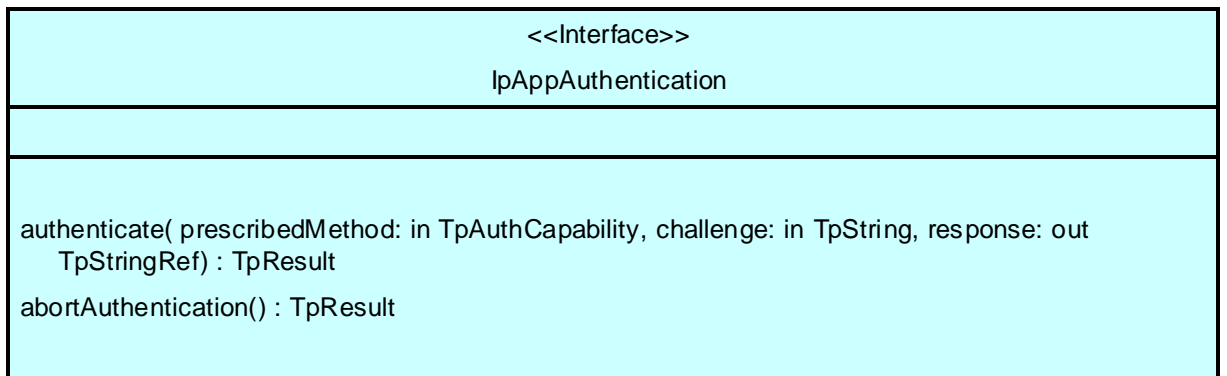 <<Interface>>
IpAppAuthentication
authenticate( prescribedMethod: in TpAuthCapability, challenge: in TpString, response: out
TpStringRef) : TpResult
abortAuthentication() : TpResult